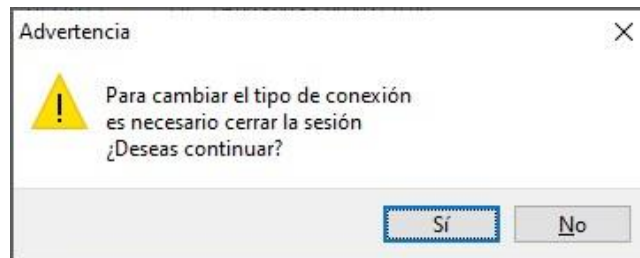 Advertencia
Para cambiar el tipo de conexión
es necesario cerrar la sesión
¿Deseas continuar?
Sí
No